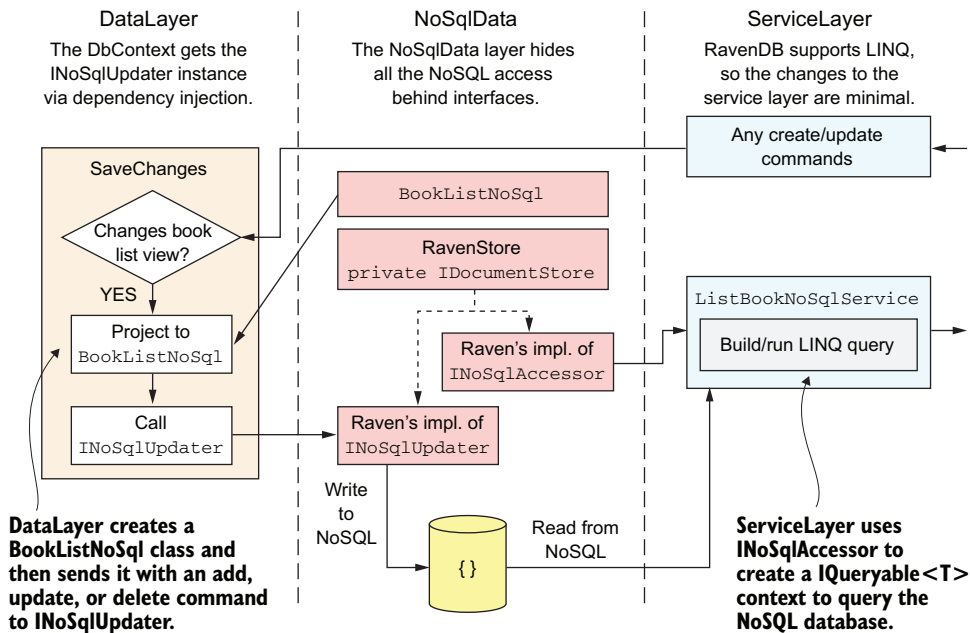 DataLayer
The DbContext gets the
INoSqlUpdater instance
via dependency injection.
NoSqlData
The NoSqlData layer hides
all the NoSQL access
behind interfaces.
ServiceLayer
RavenDB supports LINQ,
so the changes to the
service layer are minimal.
Any create/update
commands
SaveChanges
Changes book
list view?
YES
Project to
BookListNoSql
Call
INoSqlUpdater
BookListNoSql
RavenStore
private IDocumentStore
Raven's impl. of
INoSqlAccessor
Raven's impl. of
INoSqlUpdater
ListBookNoSqlService
Build/run LINQ query
Write
to
NoSQL
{ }
Read from
NoSQL
DataLayer creates a
BookListNoSql class and
then sends it with an add,
update, or delete command
to INoSqlUpdater.
ServiceLayer uses
INoSqlAccessor to
create a IQueryable<T>
context to query the
NoSQL database.